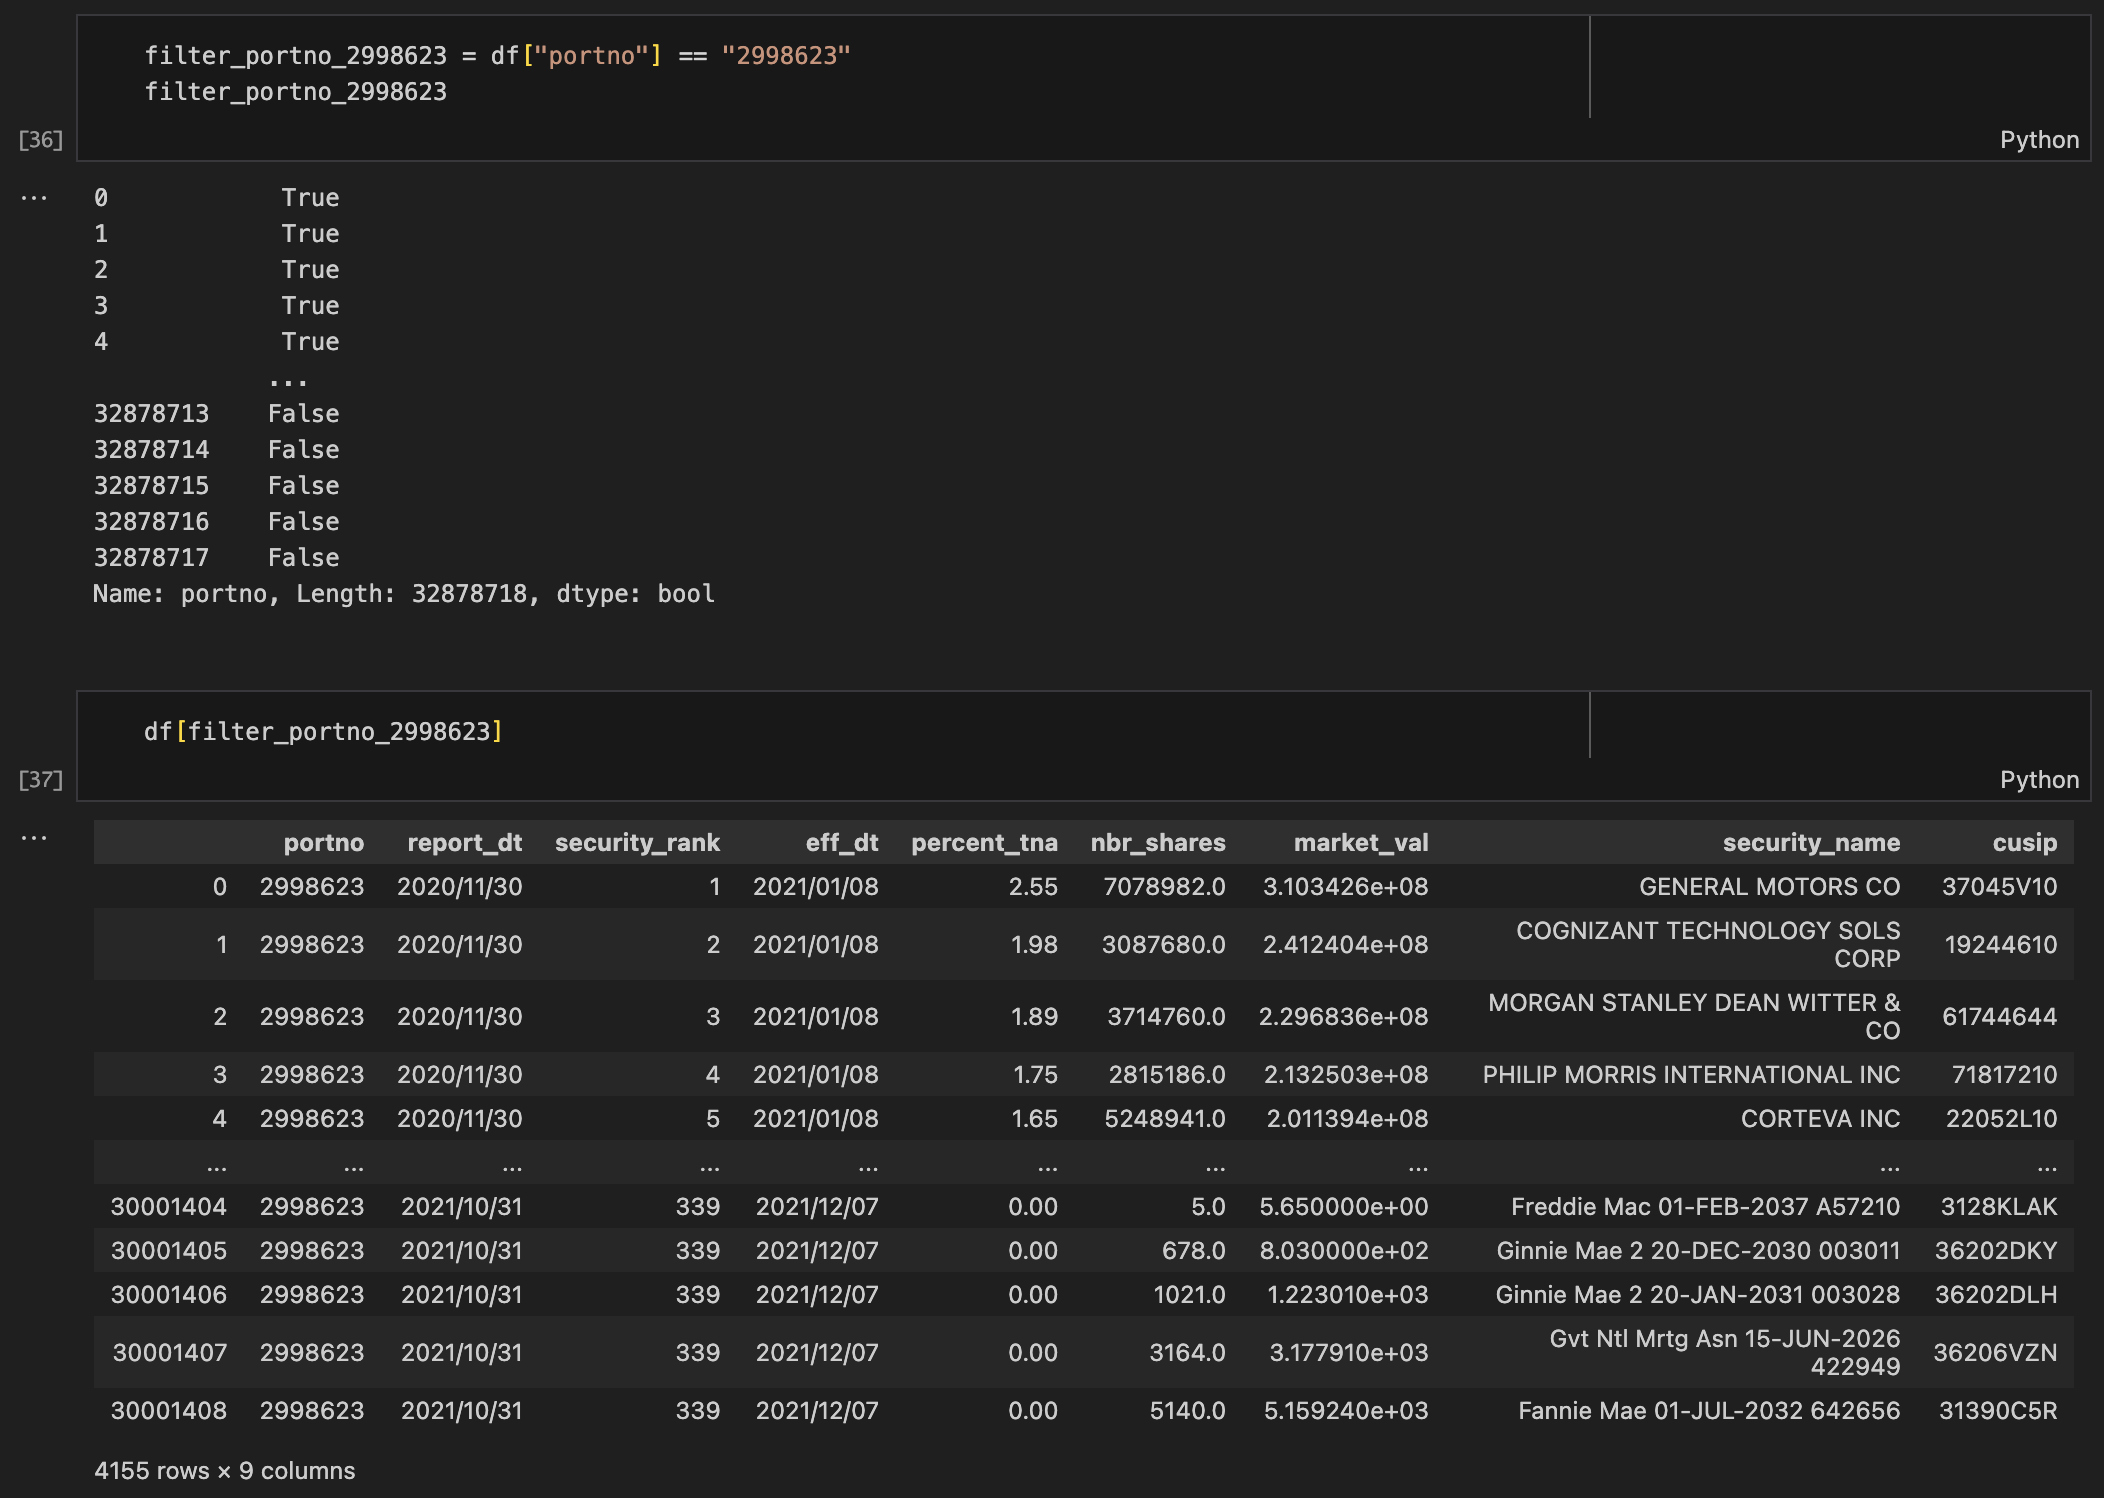 filter_portno_2998623 = df["portno"] == "2998623"
filter_portno_2998623
[36]
Python
...
0 True
1 True
2 True
3 True
4 True
...
32878713 False
32878714 False
32878715 False
32878716 False
32878717 False
Name: portno, Length: 32878718, dtype: bool
df[filter_portno_2998623]
[37]
Python
...
portno report_dt security_rank eff_dt percent_tna nbr_shares market_val security_name cusip
0 2998623 2020/11/30 1 2021/01/08 2.55 7078982.0 3.103426e+08 GENERAL MOTORS CO 37045V10
1 2998623 2020/11/30 2 2021/01/08 1.98 3087680.0 2.412404e+08 COGNIZANT TECHNOLOGY SOLS CORP 19244610
2 2998623 2020/11/30 3 2021/01/08 1.89 3714760.0 2.296836e+08 MORGAN STANLEY DEAN WITTER & CO 61744644
3 2998623 2020/11/30 4 2021/01/08 1.75 2815186.0 2.132503e+08 PHILIP MORRIS INTERNATIONAL INC 71817210
4 2998623 2020/11/30 5 2021/01/08 1.65 5248941.0 2.011394e+08 CORTEVA INC 22052L10
... ... ... ... ... ... ... ... ... ...
30001404 2998623 2021/10/31 339 2021/12/07 0.00 5.0 5.650000e+00 Freddie Mac 01-FEB-2037 A57210 3128KLAK
30001405 2998623 2021/10/31 339 2021/12/07 0.00 678.0 8.030000e+02 Ginnie Mae 2 20-DEC-2030 003011 36202DKY
30001406 2998623 2021/10/31 339 2021/12/07 0.00 1021.0 1.223010e+03 Ginnie Mae 2 20-JAN-2031 003028 36202DLH
30001407 2998623 2021/10/31 339 2021/12/07 0.00 3164.0 3.177910e+03 Gvt Ntl Mrtg Asn 15-JUN-2026 422949 36206VZN
30001408 2998623 2021/10/31 339 2021/12/07 0.00 5140.0 5.159240e+03 Fannie Mae 01-JUL-2032 642656 31390C5R
4155 rows × 9 columns